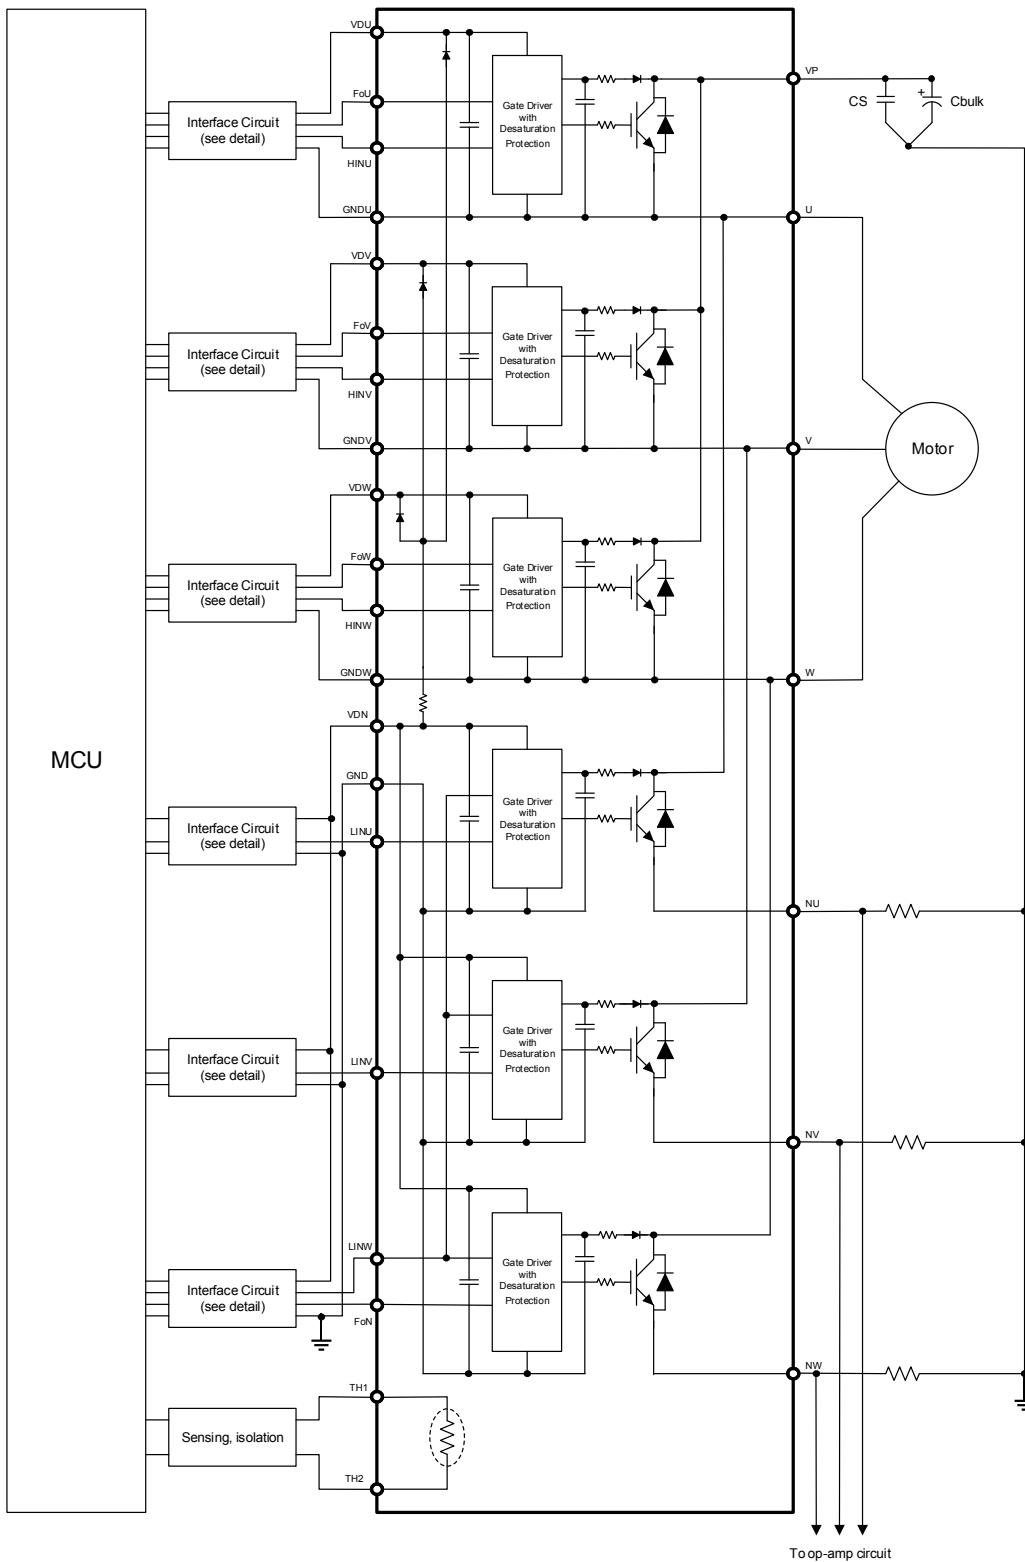 VDU
VP
CS
+
Cbulk
FoU
Interface Circuit
(see detail)
Gate Driver
with
Desaturation
Protection
HINU
GNDU
U
VDV
FoV
Interface Circuit
(see detail)
Gate Driver
with
Desaturation
Protection
HINV
GNDV
V
Motor
VDW
FoW
Interface Circuit
(see detail)
Gate Driver
with
Desaturation
Protection
HINW
GNDW
W
VDN
MCU
GND
Gate Driver
with
Desaturation
Protection
Interface Circuit
(see detail)
LINU
NU
Interface Circuit
(see detail)
LINV
Gate Driver
with
Desaturation
Protection
NV
LINW
Interface Circuit
(see detail)
Gate Driver
with
Desaturation
Protection
FoN
NW
TH1
Sensing, isolation
TH2
To op-amp circuit